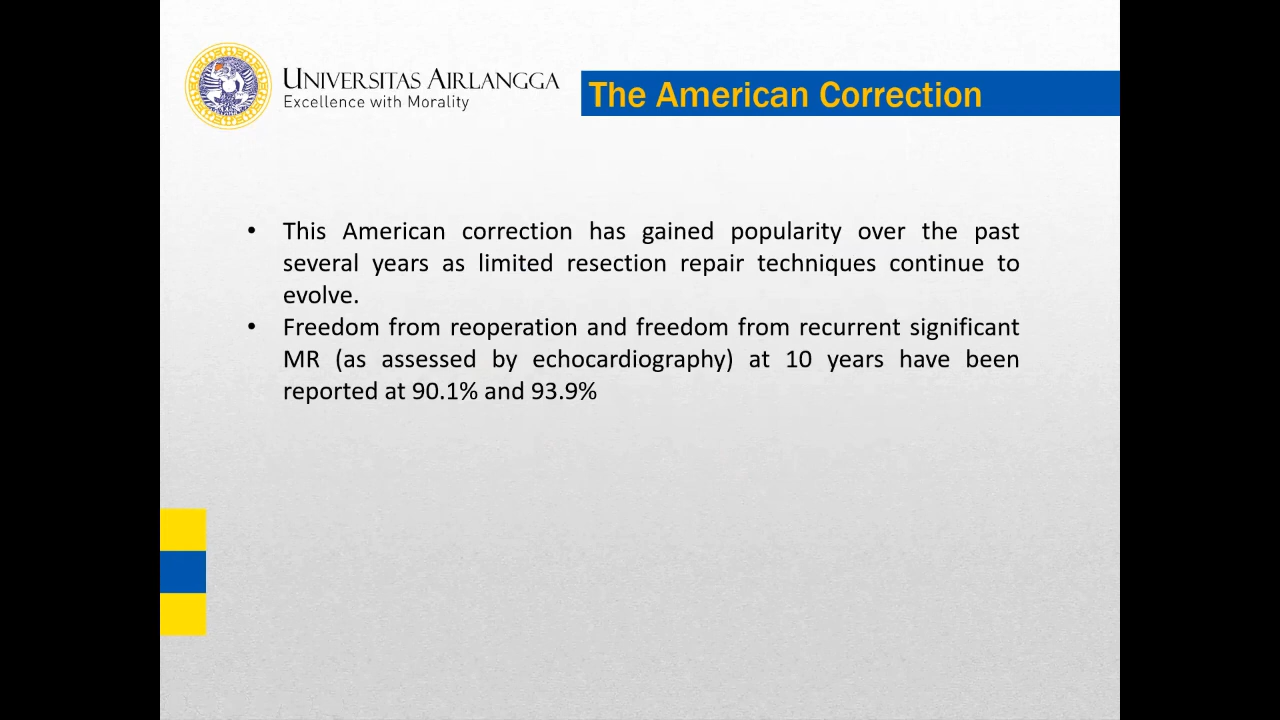 UNIVERSITAS AIRLANGGA
Excellence with Morality
The American Correction
• This American correction has gained popularity over the past
several years as limited resection repair techniques continue to
evolve.
• Freedom from reoperation and freedom from recurrent significant
MR (as assessed by echocardiography) at 10 years have been
reported at 90.1% and 93.9%